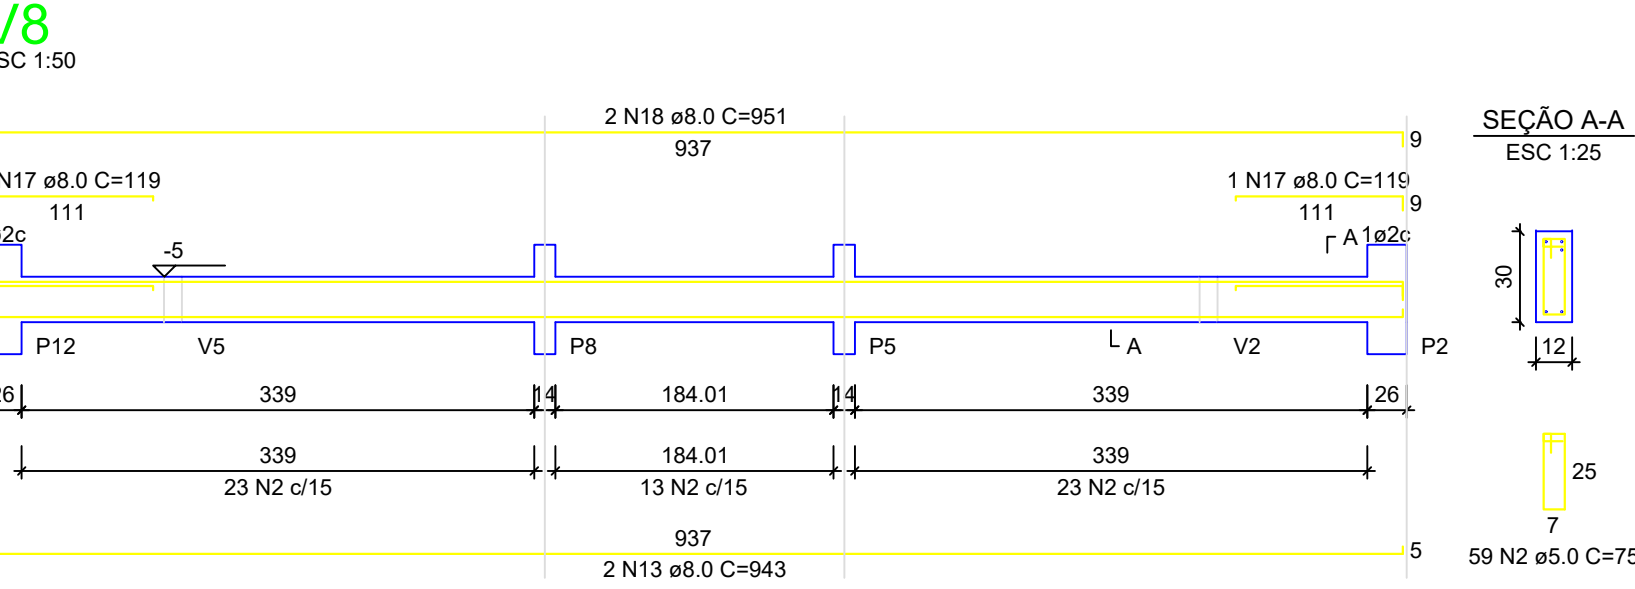 V8
SC 1:50
2 N18 ø8.0 C=951
937
9
SEÇÃO A-A
ESC 1:25
N17 ø8.0 C=119
111
1 N17 ø8.0 C=119
111
9
ø2c
-5
A 1ø2c
30
12
P12
V5
P8
P5
A
V2
P2
26
339
14
184.01
14
339
26
339
23 N2 c/15
184.01
13 N2 c/15
339
23 N2 c/15
25
7
59 N2 ø5.0 C=75
937
2 N13 ø8.0 C=943
5